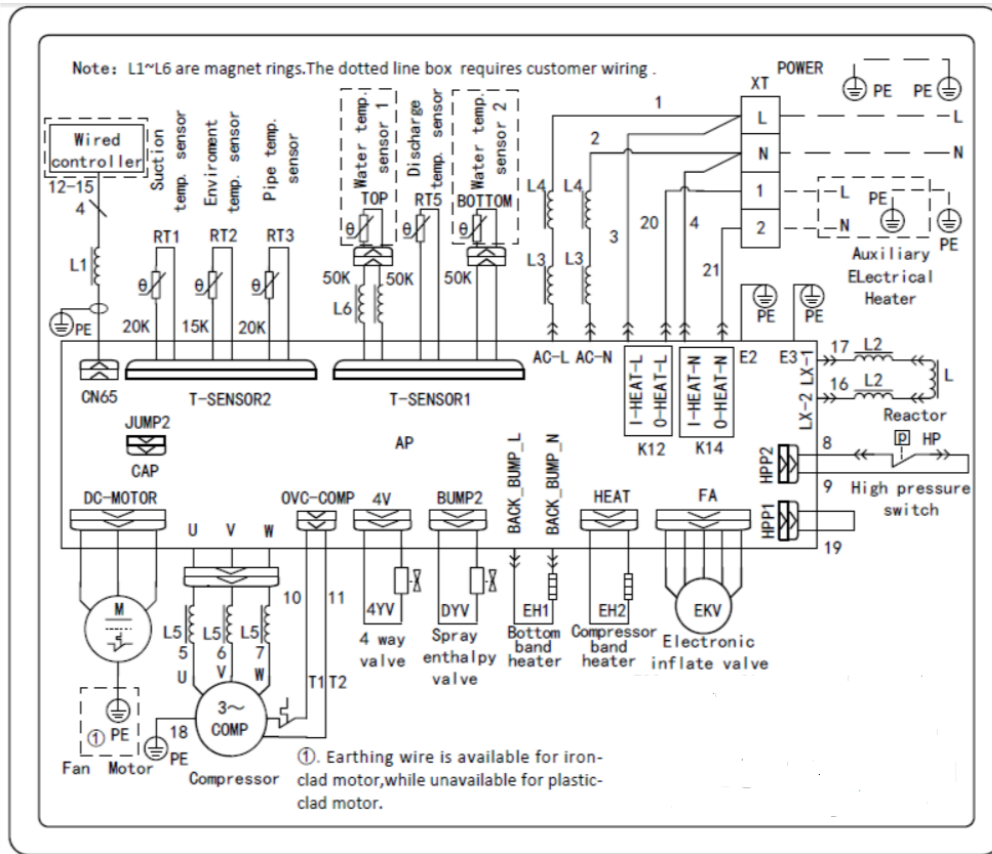 Note: L1~L6 are magnet rings.The dotted line box requires customer wiring .
POWER
XT
L
N
1
2
PE
PE
L
N
L
N
PE
PE
Auxiliary
ELectrical
Heater
Wired
controller
12-15
4
L1
PE
CN65
Suction
temp. sensor
Enviroment
temp. sensor
Pipe temp.
sensor
RT1
RT2
RT3
θ
θ
θ
20K
15K
20K
T-SENSOR2
Water temp.
sensor 1
TOP
Discharge
temp. sensor
RT5
Water temp.
sensor 2
BOTTOM
θ
θ
θ
50K
50K
50K
L6
T-SENSOR1
1
2
L4
L4
L3
L3
3
20
4
21
AC-L
AC-N
I-HEAT-L
O-HEAT-L
K12
I-HEAT-N
O-HEAT-N
K14
E2
PE
E3
PE
LX-1
LX-2
17
L2
16
L2
L
Reactor
JUMP2
CAP
AP
HPP2
8
9
P
HP
High pressure
switch
HPP1
19
DC-MOTOR
U
V
W
OVC-COMP
4V
BUMP2
BACK_BUMP_L
BACK_BUMP_N
HEAT
FA
M
PE
①
Fan Motor
L5
L5
L5
5
6
7
U
V
W
3~
COMP
18
PE
Compressor
10
11
T1
T2
4YV
4 way
valve
DYV
Spray
enthalpy
valve
EH1
Bottom
band
heater
EH2
Compressor
band
heater
EKV
Electronic
inflate valve
①. Earthing wire is available for iron-
clad motor,while unavailable for plastic-
clad motor.